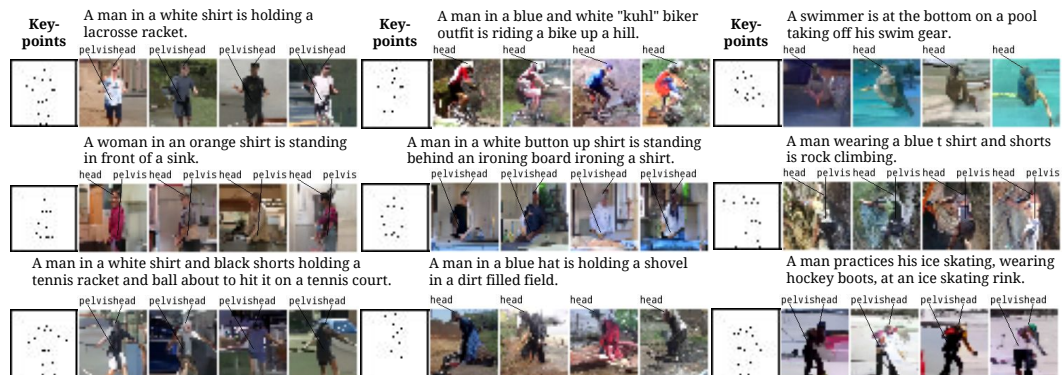 Key-
points
A man in a white shirt is holding a
lacrosse racket.
pelvishead pelvishead pelvishead pelvishead
Key-
points
A man in a blue and white "kuhl" biker
outfit is riding a bike up a hill.
head head head head
Key-
points
A swimmer is at the bottom on a pool
taking off his swim gear.
head head head head
A woman in an orange shirt is standing
in front of a sink.
head pelvis head pelvis head pelvis head pelvis
A man in a white button up shirt is standing
behind an ironing board ironing a shirt.
pelvishead pelvishead pelvishead pelvishead
A man wearing a blue t shirt and shorts
is rock climbing.
head pelvis head pelvis head pelvis head pelvis
A man in a white shirt and black shorts holding a
tennis racket and ball about to hit it on a tennis court.
pelvishead pelvishead pelvishead pelvishead
A man in a blue hat is holding a shovel
in a dirt filled field.
head head head head
A man practices his ice skating, wearing
hockey boots, at an ice skating rink.
pelvishead pelvishead pelvishead pelvishead